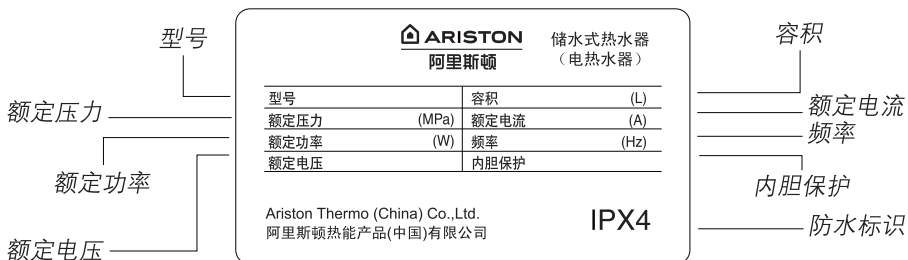 型号
额定压力
额定功率
额定电压
ARISTON
阿里斯顿
储水式热水器
（电热水器）
型号 容积 (L)
额定压力 (MPa) 额定电流 (A)
额定功率 (W) 频率 (Hz)
额定电压 内胆保护
Ariston Thermo (China) Co.,Ltd.
阿里斯顿热能产品(中国)有限公司
IPX4
容积
额定电流
频率
内胆保护
防水标识